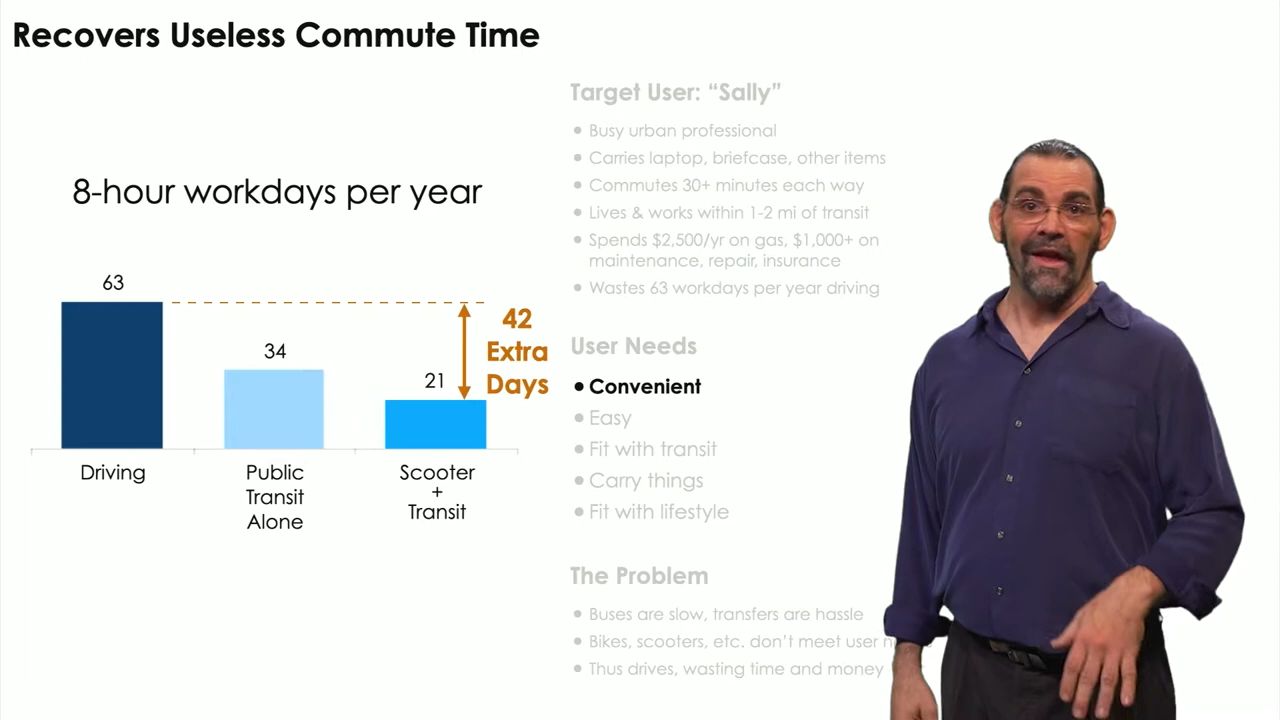 Recovers Useless Commute Time
8-hour workdays per year
63
34
21
42
Extra
Days
Driving
Public
Transit
Alone
Scooter
+
Transit
Target User: “Sally”
• Busy urban professional
• Carries laptop, briefcase, other items
• Commutes 30+ minutes each way
• Lives & works within 1-2 mi of transit
• Spends $2,500/yr on gas, $1,000+ on
maintenance, repair, insurance
• Wastes 63 workdays per year driving
User Needs
• Convenient
• Easy
• Fit with transit
• Carry things
• Fit with lifestyle
The Problem
• Buses are slow, transfers are hassle
• Bikes, scooters, etc. don’t meet user
• Thus drives, wasting time and money